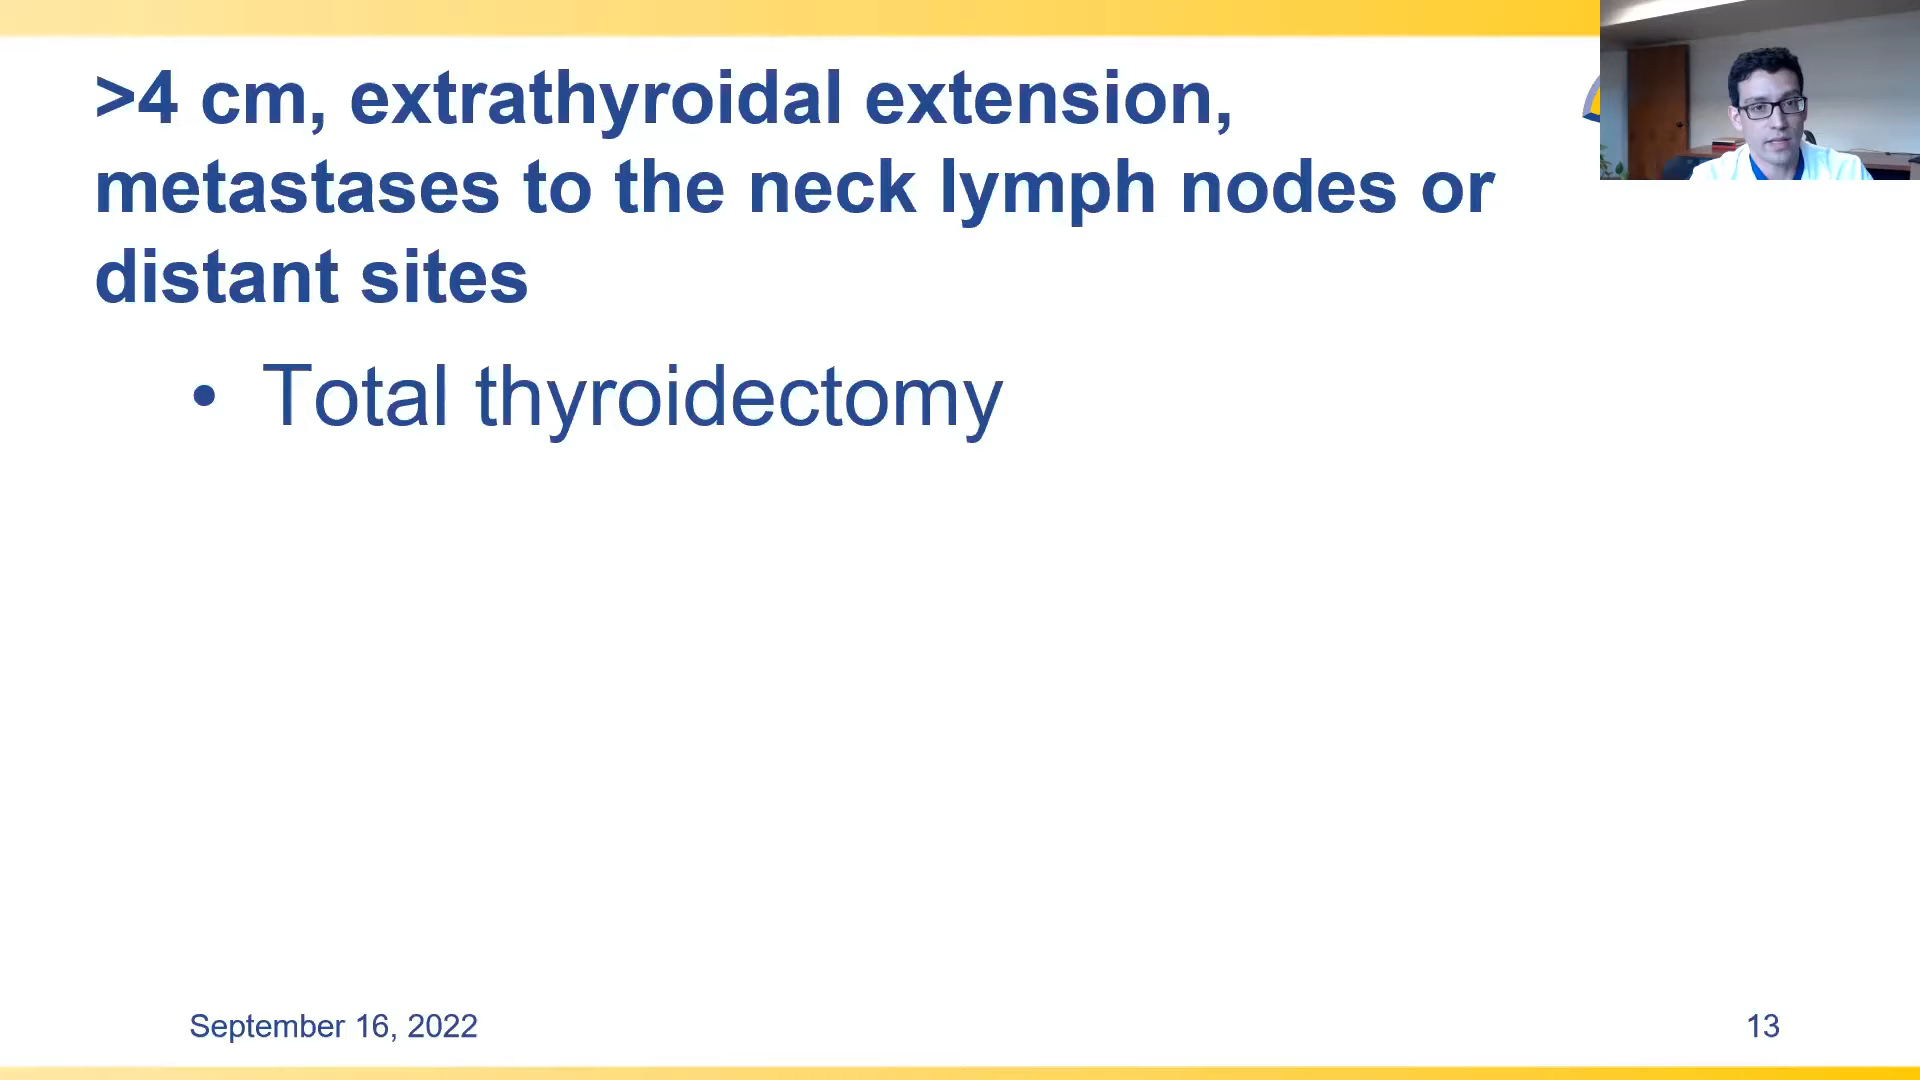 >4 cm, extrathyroidal extension,
metastases to the neck lymph nodes or
distant sites
• Total thyroidectomy
September 16, 2022
13